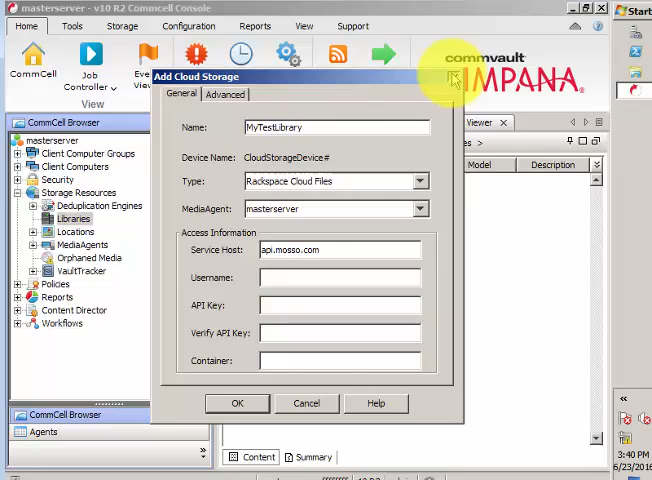 masterserver - v10 R2 Commcell Console
Home
Tools
Storage
Configuration
Reports
View
Support
CommCell
Job
Controller
Event
View
commvault
IMPANA
Start
CommCell Browser
masterserver
Client Computer Groups
Client Computers
Security
Storage Resources
Deduplication Engines
Libraries
Locations
MediaAgents
Orphaned Media
VaultTracker
Policies
Reports
Content Director
Workflows
CommCell Browser
Agents
Add Cloud Storage
General
Advanced
Name:
MyTestLibrary
Device Name:
CloudStorageDevice#
Type:
Rackspace Cloud Files
MediaAgent:
masterserver
Access Information
Service Host:
api.mosso.com
Username:
API Key:
Verify API Key:
Container:
OK
Cancel
Help
Viewer
Model
Description
Content
Summary
3:40 PM